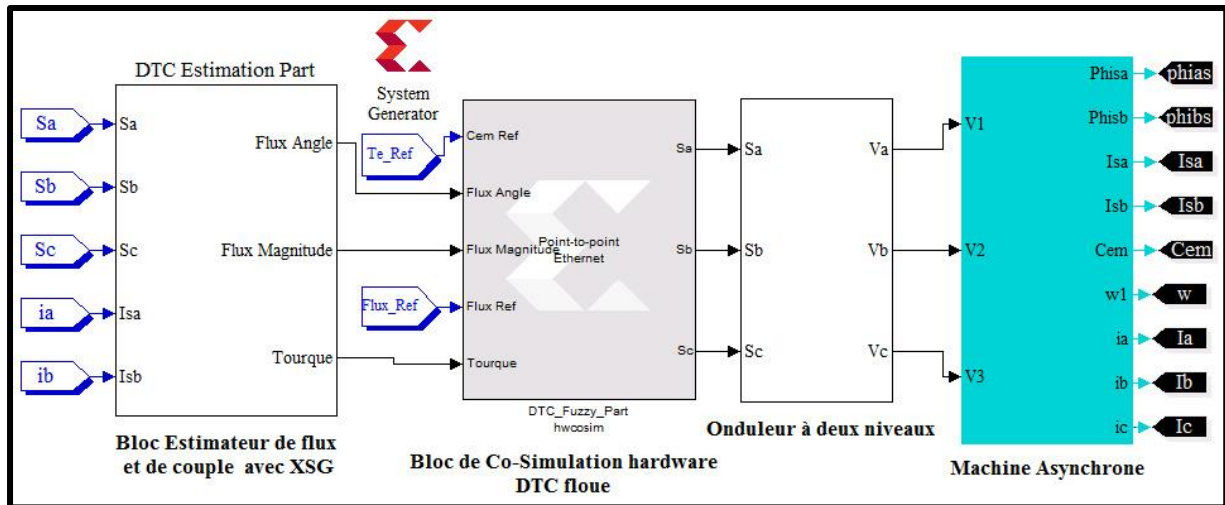 DTC Estimation Part
Sa
Sb
Sc
ia
ib
Sa
Sb
Sc
Isa
Isb
Flux Angle
Flux Magnitude
Tourque
Bloc Estimateur de flux
et de couple avec XSG
System
Generator
Te_Ref
Flux_Ref
Cem Ref
Flux Angle
Flux Magnitude
Flux Ref
Tourque
Point-to-point
Ethernet
Sa
Sb
Sc
DTC_Fuzzy_Part
hwcosim
Bloc de Co-Simulation hardware
DTC floue
Sa
Sb
Sc
Va
Vb
Vc
Onduleur à deux niveaux
V1
V2
V3
Phisa
Phisb
Isa
Isb
Cem
w1
ia
ib
ic
phias
phibs
Isa
Isb
Cem
w
Ia
Ib
Ic
Machine Asynchrone